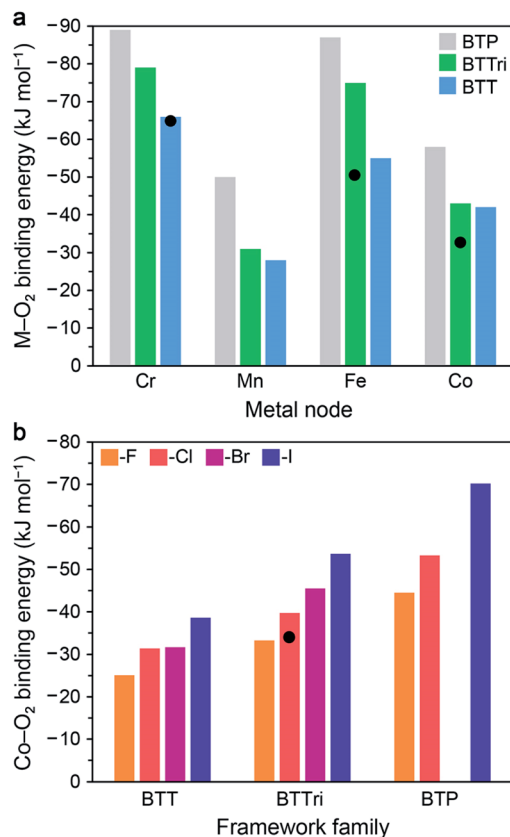 a
−90
−80
−70
−60
−50
−40
−30
−20
−10
0
M–O₂ binding energy (kJ mol⁻¹)
BTP
BTTri
BTT
Cr Mn Fe Co
Metal node
b
−80
−70
−60
−50
−40
−30
−20
−10
0
Co–O₂ binding energy (kJ mol⁻¹)
-F -Cl -Br -I
BTT BTTri BTP
Framework family